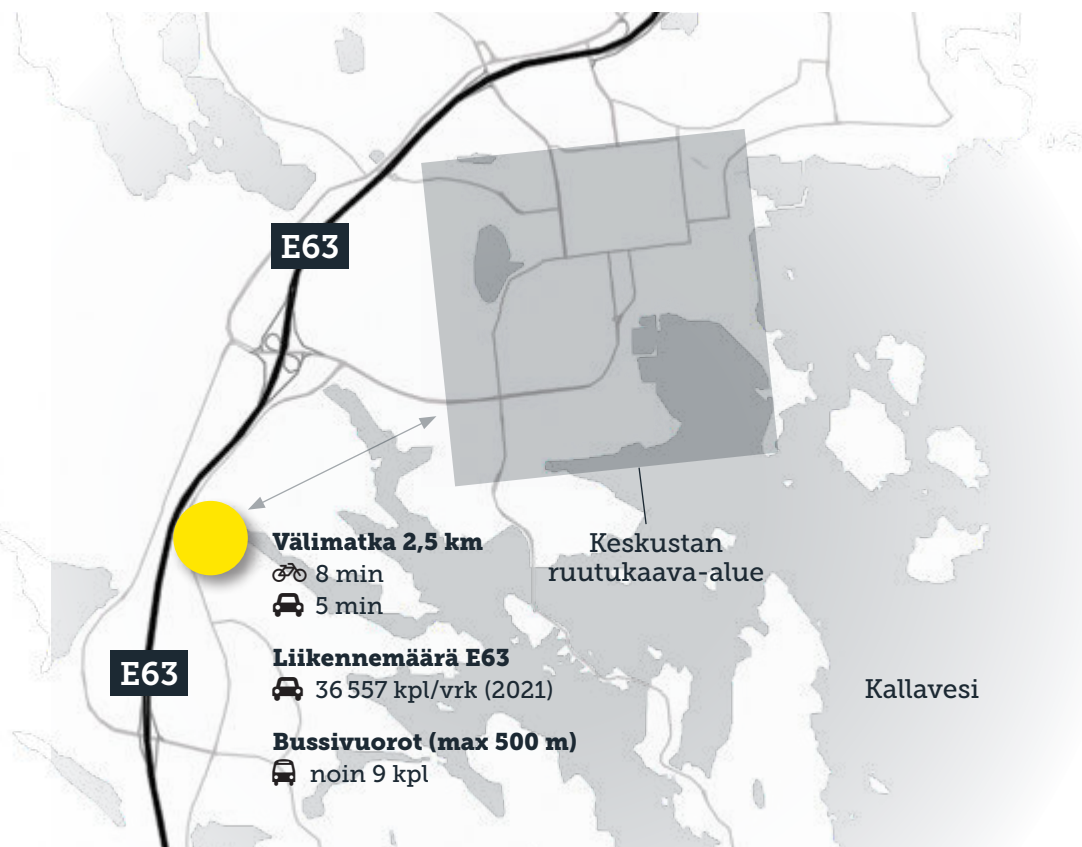 E63
Välimatka 2,5 km
8 min
5 min
Keskustan
ruutukaava-alue
E63
Liikennemäärä E63
36 557 kpl/vrk (2021)
Kallavesi
Bussivuorot (max 500 m)
noin 9 kpl